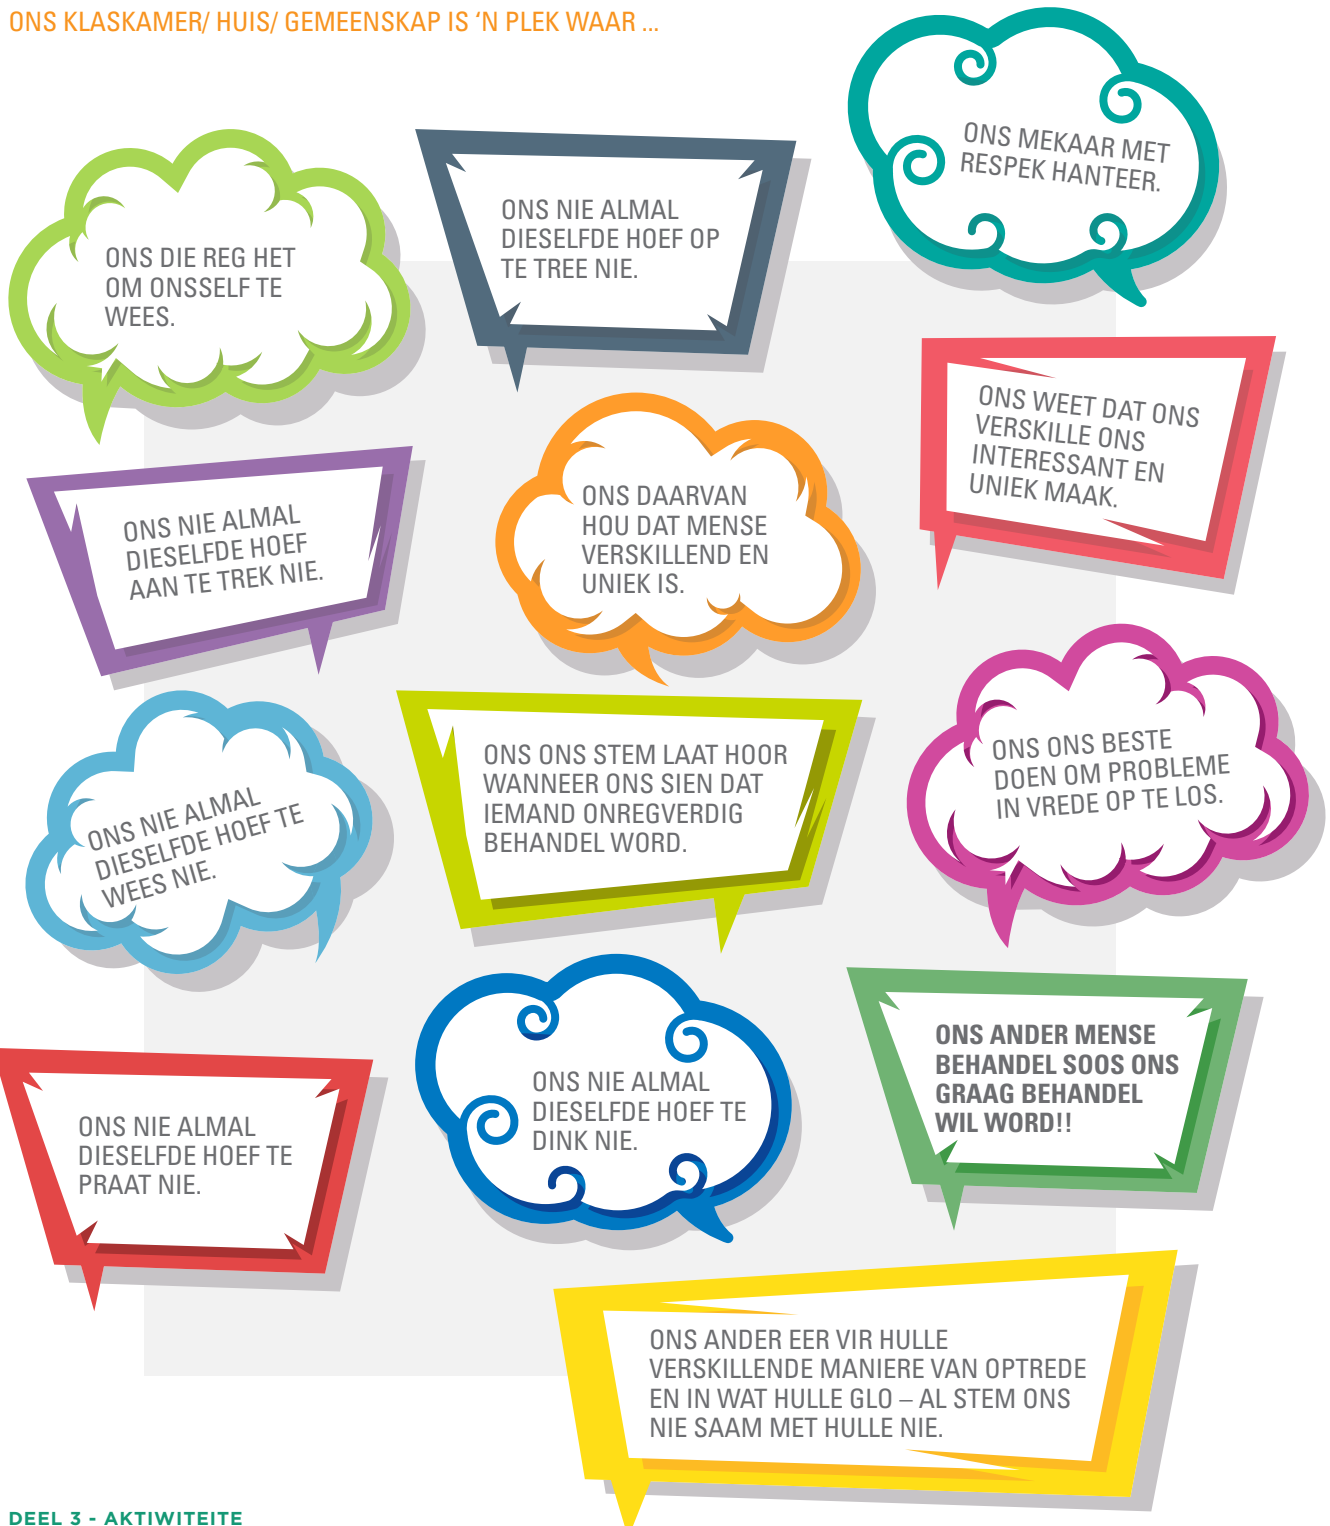 ONS KLASKAMER/ HUIS/ GEMEENSKAP IS ‘N PLEK WAAR ...
ONS DIE REG HET
OM ONSSELF TE
WEES.
ONS NIE ALMAL
DIESELFDE HOEF OP
TE TREE NIE.
ONS MEKAAR MET
RESPEK HANTEER.
ONS NIE ALMAL
DIESELFDE HOEF
AAN TE TREK NIE.
ONS DAARVAN
HOU DAT MENSE
VERSKILLEND EN
UNIEK IS.
ONS WEET DAT ONS
VERSKILLE ONS
INTERESSANT EN
UNIEK MAAK.
ONS NIE ALMAL
DIESELFDE HOEF TE
WEES NIE.
ONS ONS STEM LAAT HOOR
WANNEER ONS SIEN DAT
IEMAND ONREGVERDIG
BEHANDEL WORD.
ONS ONS BESTE
DOEN OM PROBLEME
IN VREDE OP TE LOS.
ONS NIE ALMAL
DIESELFDE HOEF TE
PRAAT NIE.
ONS NIE ALMAL
DIESELFDE HOEF TE
DINK NIE.
ONS ANDER MENSE
BEHANDEL SOOS ONS
GRAAG BEHANDEL
WIL WORD!!
ONS ANDER EER VIR HULLE
VERSKILLENDE MANIERE VAN OPTREDE
EN IN WAT HULLE GLO – AL STEM ONS
NIE SAAM MET HULLE NIE.
DEEL 3 - AKTIWITEITE